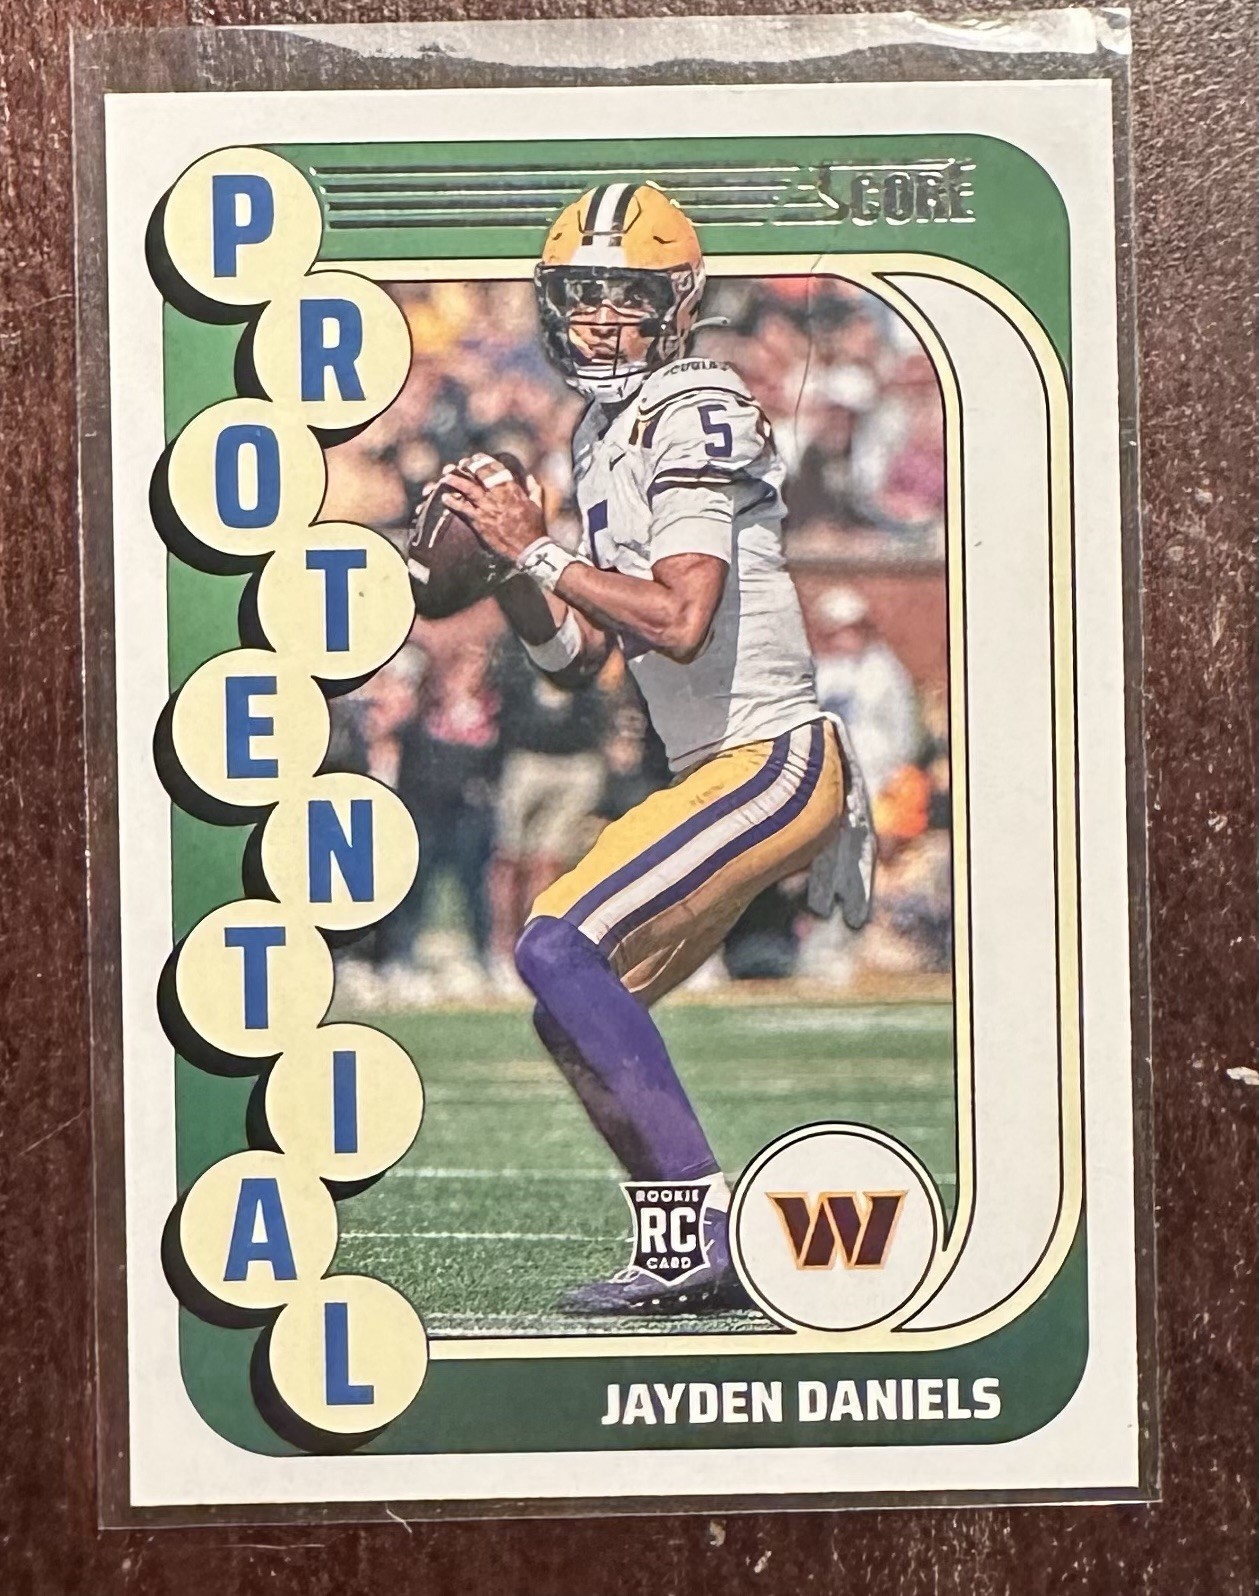 PROTENTIAL
SCORE
5
ROOKIE
RC
CARD
W
JAYDEN DANIELS